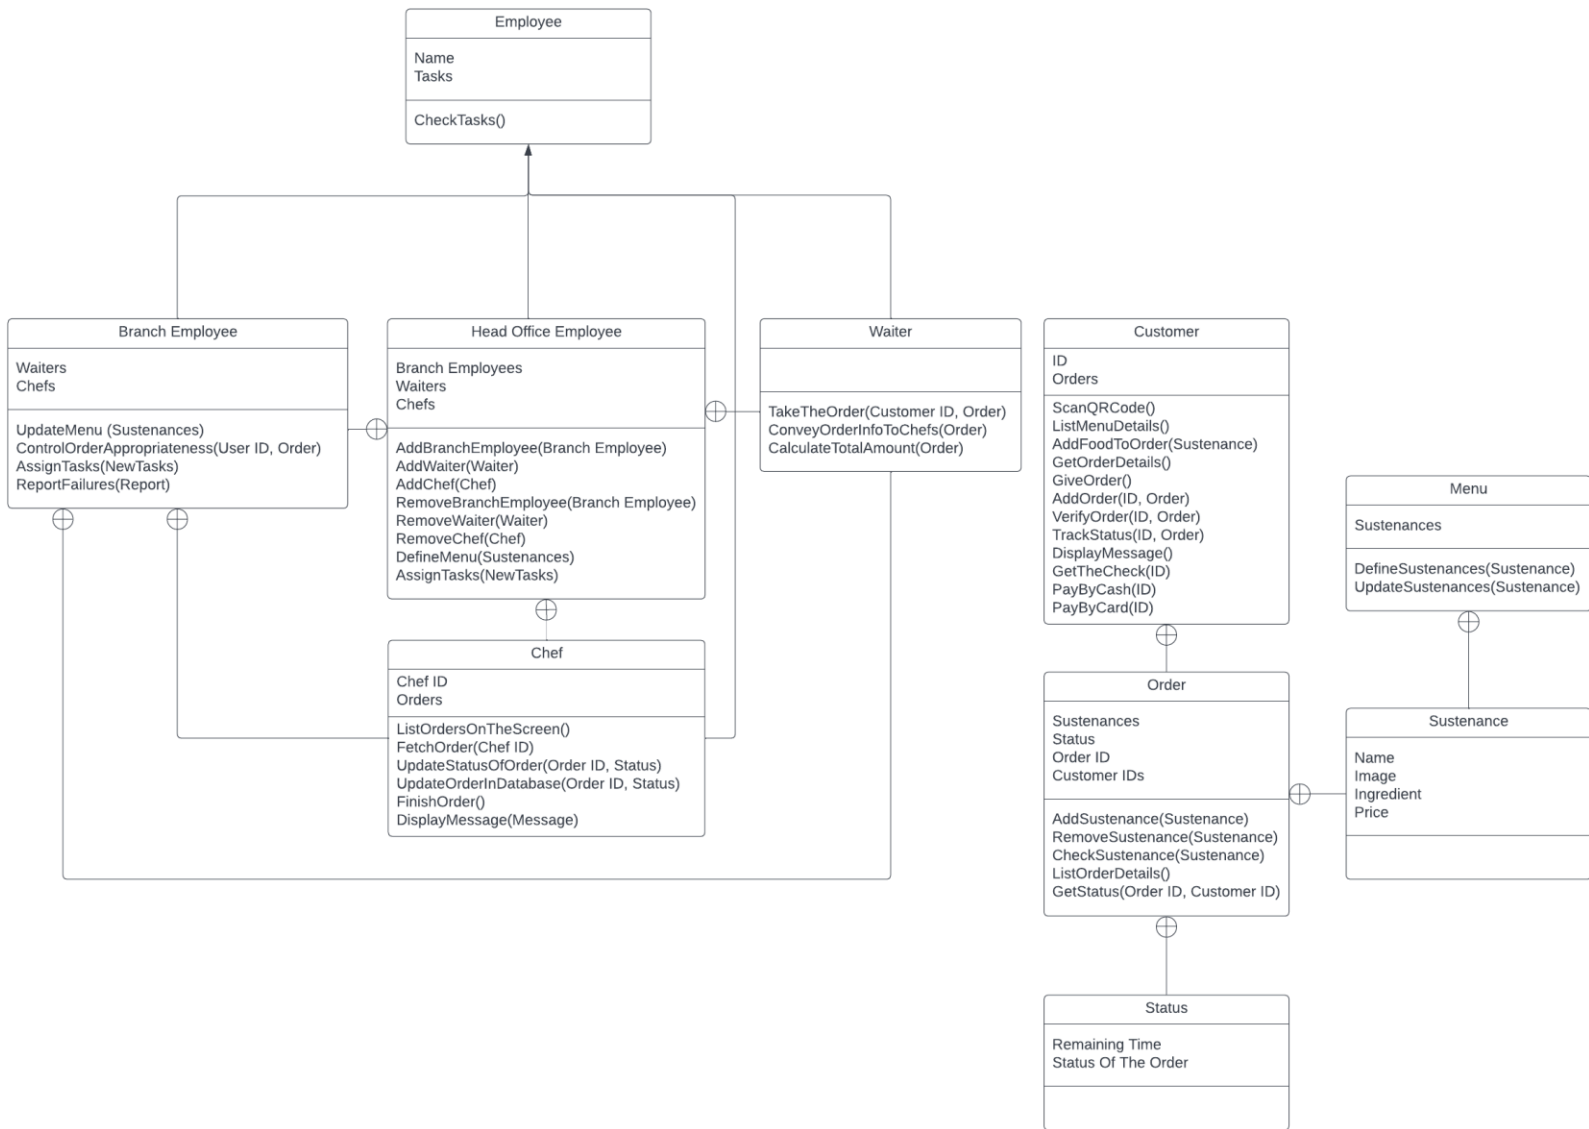 Employee
Name
Tasks
CheckTasks()
Branch Employee
Waiters
Chefs
UpdateMenu (Sustenances)
ControlOrderAppropriateness(User ID, Order)
AssignTasks(NewTasks)
ReportFailures(Report)
Head Office Employee
Branch Employees
Waiters
Chefs
AddBranchEmployee(Branch Employee)
AddWaiter(Waiter)
AddChef(Chef)
RemoveBranchEmployee(Branch Employee)
RemoveWaiter(Waiter)
RemoveChef(Chef)
DefineMenu(Sustenances)
AssignTasks(NewTasks)
Waiter
TakeTheOrder(Customer ID, Order)
ConveyOrderInfoToChefs(Order)
CalculateTotalAmount(Order)
Customer
ID
Orders
ScanQRCode()
ListMenuDetails()
AddFoodToOrder(Sustenance)
GetOrderDetails()
GiveOrder()
AddOrder(ID, Order)
VerifyOrder(ID, Order)
TrackStatus(ID, Order)
DisplayMessage()
GetTheCheck(ID)
PayByCash(ID)
PayByCard(ID)
Menu
Sustenances
DefineSustenances(Sustenance)
UpdateSustenances(Sustenance)
Chef
Chef ID
Orders
ListOrdersOnTheScreen()
FetchOrder(Chef ID)
UpdateStatusOfOrder(Order ID, Status)
UpdateOrderInDatabase(Order ID, Status)
FinishOrder()
DisplayMessage(Message)
Order
Sustenances
Status
Order ID
Customer IDs
AddSustenance(Sustenance)
RemoveSustenance(Sustenance)
CheckSustenance(Sustenance)
ListOrderDetails()
GetStatus(Order ID, Customer ID)
Sustenance
Name
Image
Ingredient
Price
Status
Remaining Time
Status Of The Order